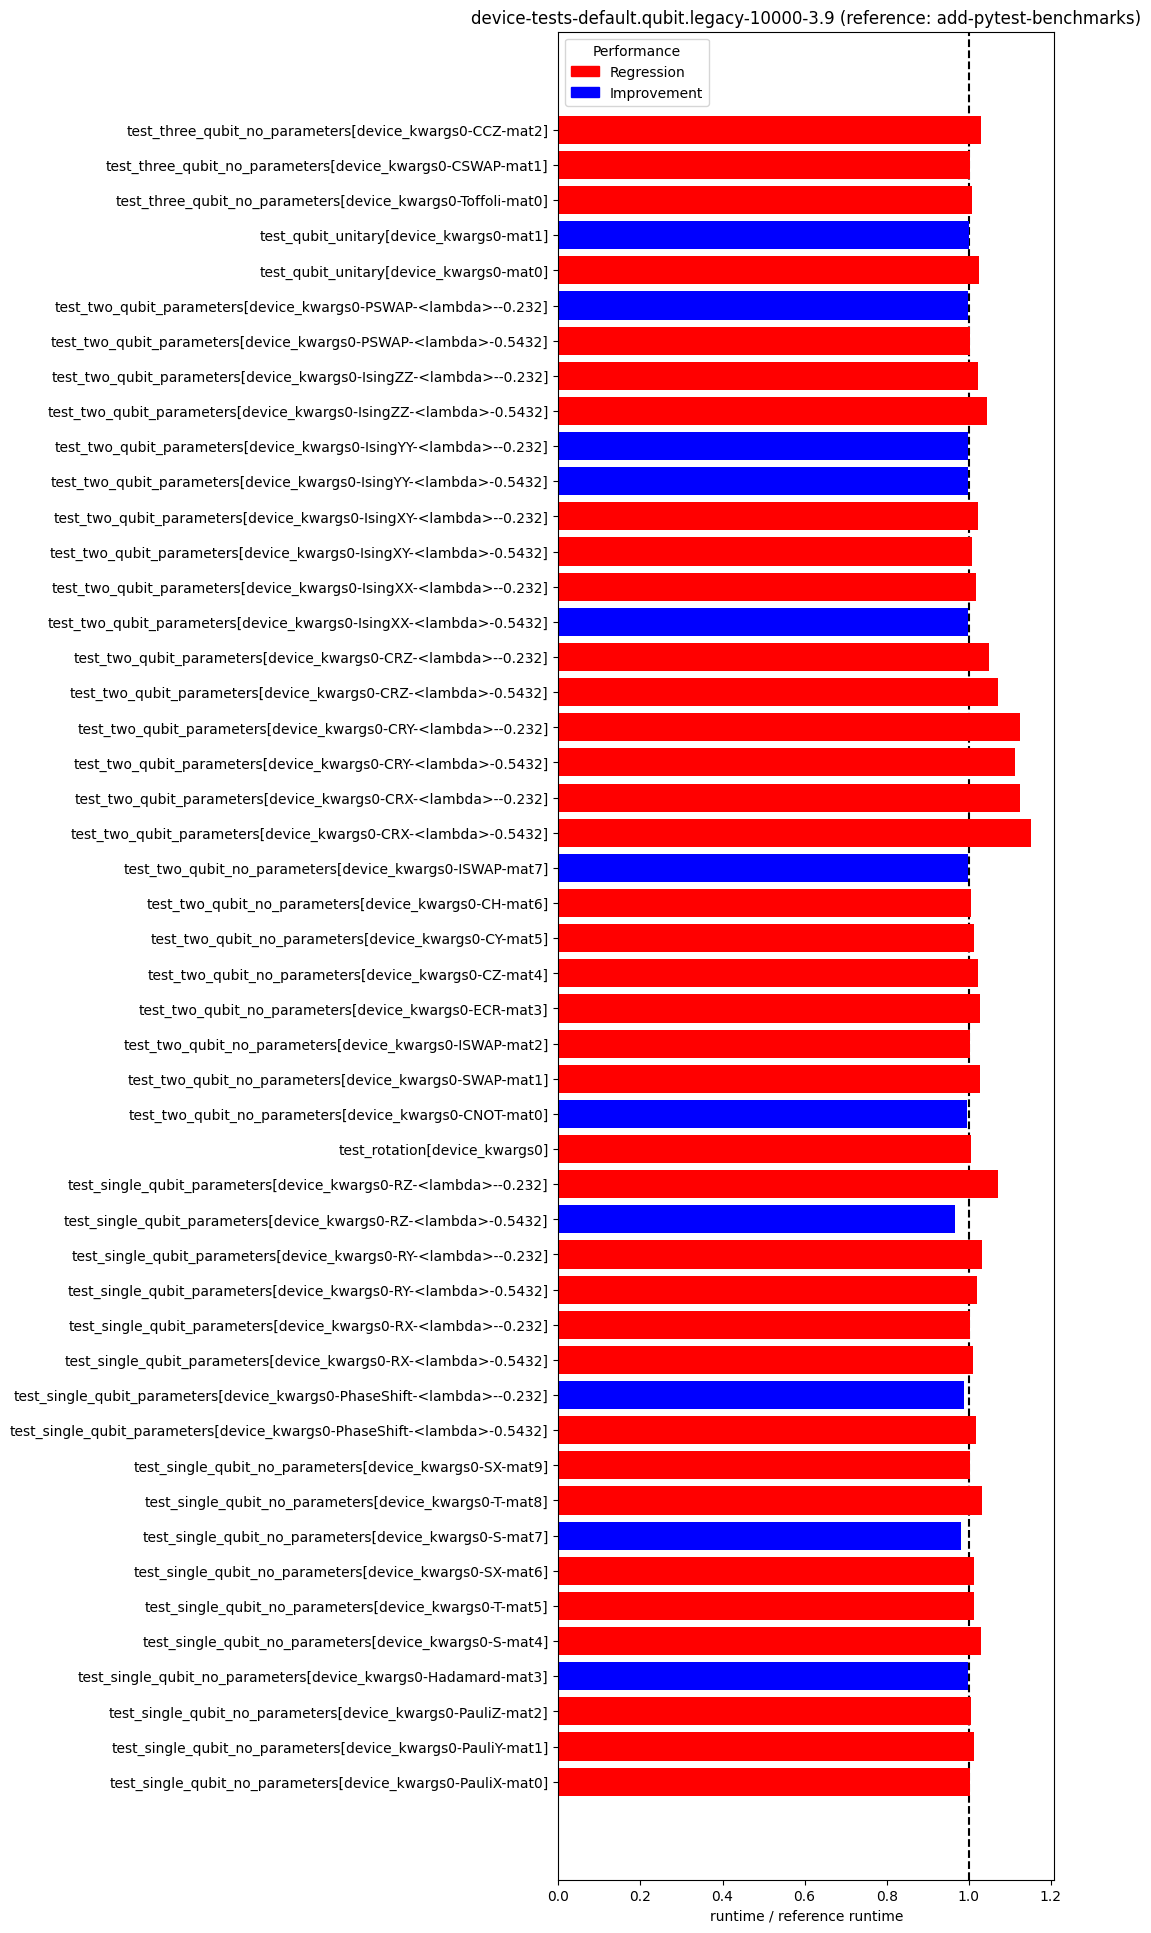 device-tests-default.qubit.legacy-10000-3.9 (reference: add-pytest-benchmarks)
Performance
Regression
Improvement
test_three_qubit_no_parameters[device_kwargs0-CCZ-mat2]
test_three_qubit_no_parameters[device_kwargs0-CSWAP-mat1]
test_three_qubit_no_parameters[device_kwargs0-Toffoli-mat0]
test_qubit_unitary[device_kwargs0-mat1]
test_qubit_unitary[device_kwargs0-mat0]
test_two_qubit_parameters[device_kwargs0-PSWAP-<lambda>--0.232]
test_two_qubit_parameters[device_kwargs0-PSWAP-<lambda>-0.5432]
test_two_qubit_parameters[device_kwargs0-IsingZZ-<lambda>--0.232]
test_two_qubit_parameters[device_kwargs0-IsingZZ-<lambda>-0.5432]
test_two_qubit_parameters[device_kwargs0-IsingYY-<lambda>--0.232]
test_two_qubit_parameters[device_kwargs0-IsingYY-<lambda>-0.5432]
test_two_qubit_parameters[device_kwargs0-IsingXY-<lambda>--0.232]
test_two_qubit_parameters[device_kwargs0-IsingXY-<lambda>-0.5432]
test_two_qubit_parameters[device_kwargs0-IsingXX-<lambda>--0.232]
test_two_qubit_parameters[device_kwargs0-IsingXX-<lambda>-0.5432]
test_two_qubit_parameters[device_kwargs0-CRZ-<lambda>--0.232]
test_two_qubit_parameters[device_kwargs0-CRZ-<lambda>-0.5432]
test_two_qubit_parameters[device_kwargs0-CRY-<lambda>--0.232]
test_two_qubit_parameters[device_kwargs0-CRY-<lambda>-0.5432]
test_two_qubit_parameters[device_kwargs0-CRX-<lambda>--0.232]
test_two_qubit_parameters[device_kwargs0-CRX-<lambda>-0.5432]
test_two_qubit_no_parameters[device_kwargs0-ISWAP-mat7]
test_two_qubit_no_parameters[device_kwargs0-CH-mat6]
test_two_qubit_no_parameters[device_kwargs0-CY-mat5]
test_two_qubit_no_parameters[device_kwargs0-CZ-mat4]
test_two_qubit_no_parameters[device_kwargs0-ECR-mat3]
test_two_qubit_no_parameters[device_kwargs0-ISWAP-mat2]
test_two_qubit_no_parameters[device_kwargs0-SWAP-mat1]
test_two_qubit_no_parameters[device_kwargs0-CNOT-mat0]
test_rotation[device_kwargs0]
test_single_qubit_parameters[device_kwargs0-RZ-<lambda>--0.232]
test_single_qubit_parameters[device_kwargs0-RZ-<lambda>-0.5432]
test_single_qubit_parameters[device_kwargs0-RY-<lambda>--0.232]
test_single_qubit_parameters[device_kwargs0-RY-<lambda>-0.5432]
test_single_qubit_parameters[device_kwargs0-RX-<lambda>--0.232]
test_single_qubit_parameters[device_kwargs0-RX-<lambda>-0.5432]
test_single_qubit_parameters[device_kwargs0-PhaseShift-<lambda>--0.232]
test_single_qubit_parameters[device_kwargs0-PhaseShift-<lambda>-0.5432]
test_single_qubit_no_parameters[device_kwargs0-SX-mat9]
test_single_qubit_no_parameters[device_kwargs0-T-mat8]
test_single_qubit_no_parameters[device_kwargs0-S-mat7]
test_single_qubit_no_parameters[device_kwargs0-SX-mat6]
test_single_qubit_no_parameters[device_kwargs0-T-mat5]
test_single_qubit_no_parameters[device_kwargs0-S-mat4]
test_single_qubit_no_parameters[device_kwargs0-Hadamard-mat3]
test_single_qubit_no_parameters[device_kwargs0-PauliZ-mat2]
test_single_qubit_no_parameters[device_kwargs0-PauliY-mat1]
test_single_qubit_no_parameters[device_kwargs0-PauliX-mat0]
0.0 0.2 0.4 0.6 0.8 1.0 1.2
runtime / reference runtime